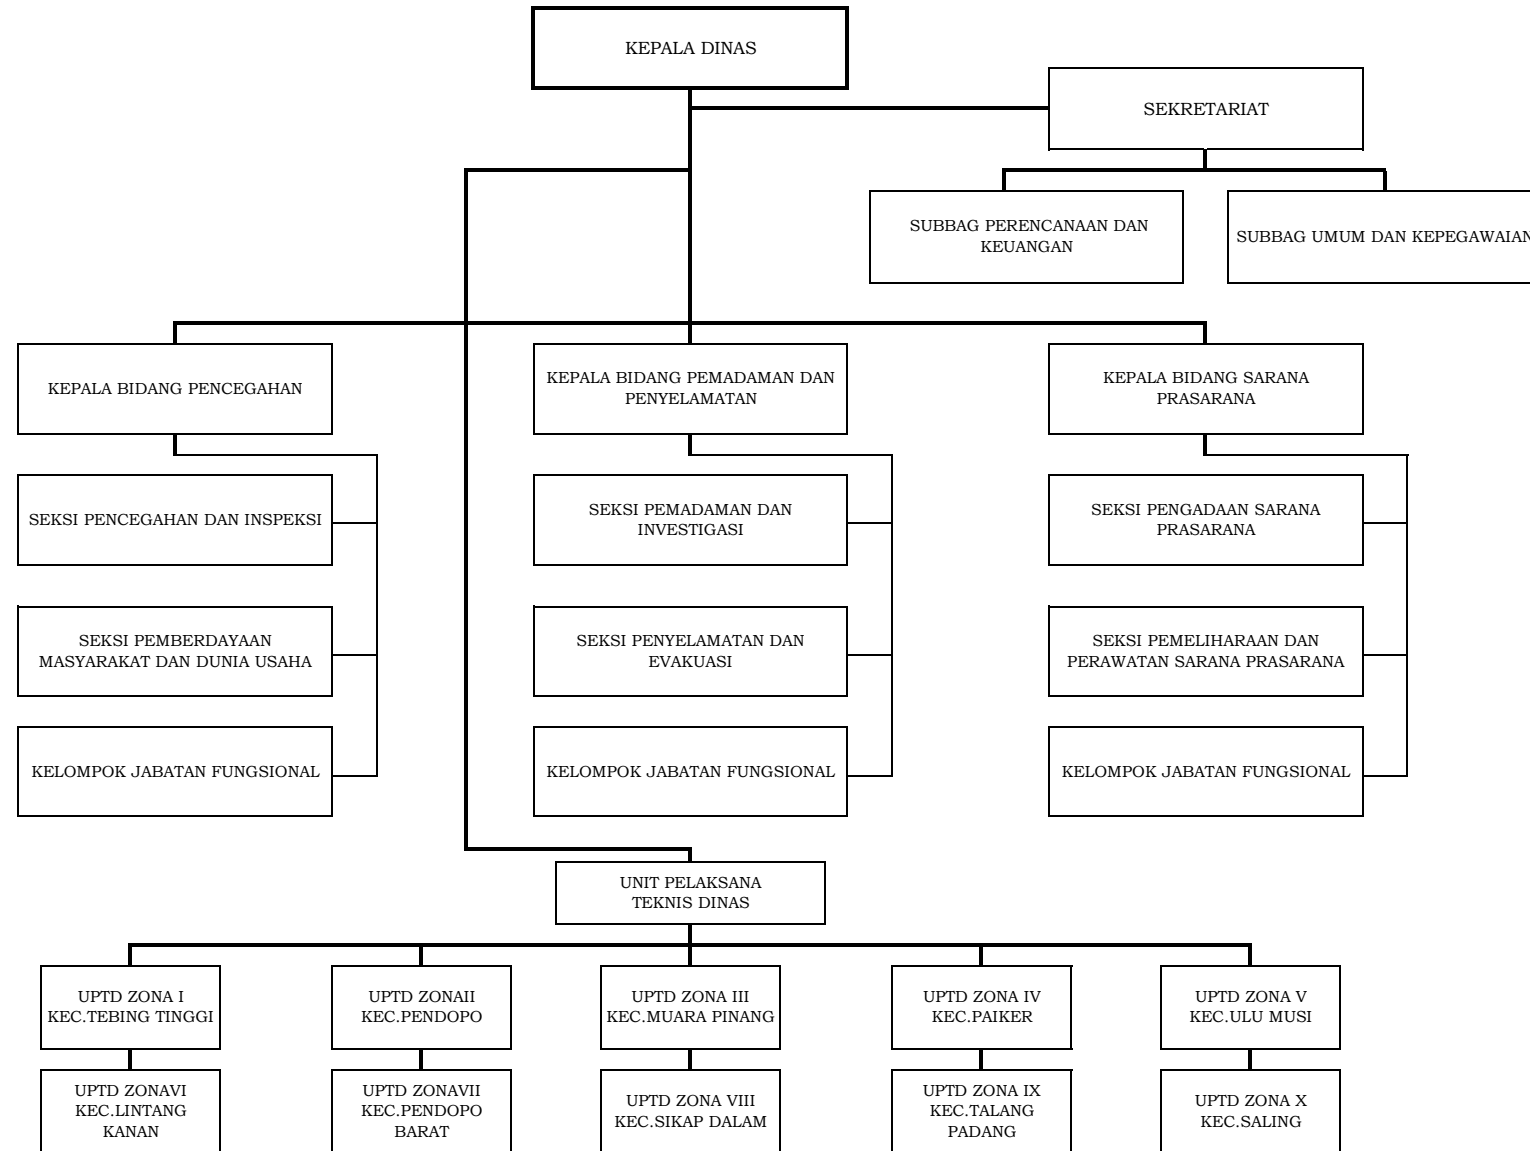 KEPALA DINAS
SEKRETARIAT
SUBBAG PERENCANAAN DAN
KEUANGAN
SUBBAG UMUM DAN KEPEGAWAIAN
KEPALA BIDANG PENCEGAHAN
KEPALA BIDANG PEMADAMAN DAN
PENYELAMATAN
KEPALA BIDANG SARANA
PRASARANA
SEKSI PENCEGAHAN DAN INSPEKSI
SEKSI PEMADAMAN DAN
INVESTIGASI
SEKSI PENGADAAN SARANA
PRASARANA
SEKSI PEMBERDAYAAN
MASYARAKAT DAN DUNIA USAHA
SEKSI PENYELAMATAN DAN
EVAKUASI
SEKSI PEMELIHARAAN DAN
PERAWATAN SARANA PRASARANA
KELOMPOK JABATAN FUNGSIONAL
KELOMPOK JABATAN FUNGSIONAL
KELOMPOK JABATAN FUNGSIONAL
UNIT PELAKSANA
TEKNIS DINAS
UPTD ZONA I
KEC.TEBING TINGGI
UPTD ZONAII
KEC.PENDOPO
UPTD ZONA III
KEC.MUARA PINANG
UPTD ZONA IV
KEC.PAIKER
UPTD ZONA V
KEC.ULU MUSI
UPTD ZONAVI
KEC.LINTANG
KANAN
UPTD ZONAVII
KEC.PENDOPO
BARAT
UPTD ZONA VIII
KEC.SIKAP DALAM
UPTD ZONA IX
KEC.TALANG
PADANG
UPTD ZONA X
KEC.SALING